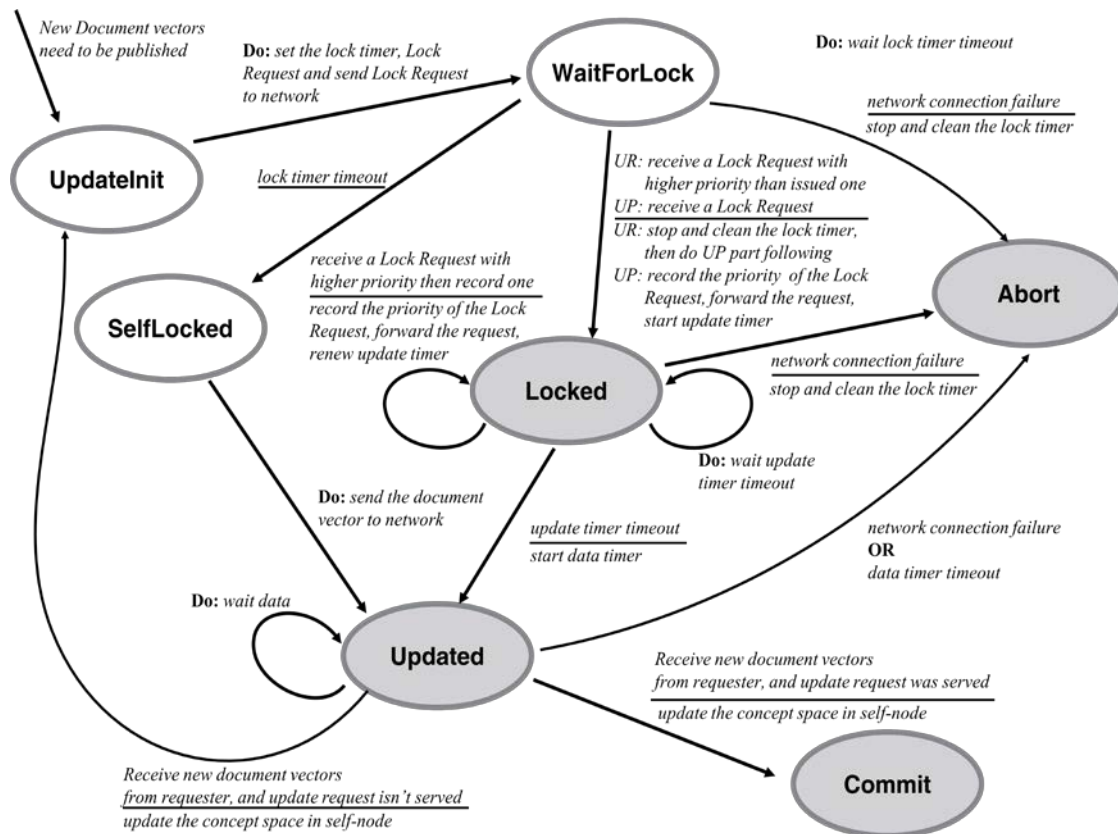 New Document vectors
need to be published
Do: set the lock timer, Lock
Request and send Lock Request
to network
WaitForLock
Do: wait lock timer timeout
network connection failure
stop and clean the lock timer
UpdateInit
lock timer timeout
UR: receive a Lock Request with
higher priority than issued one
UP: receive a Lock Request
UR: stop and clean the lock timer,
then do UP part following
UP: record the priority of the Lock
Request, forward the request,
start update timer
receive a Lock Request with
higher priority then record one
record the priority of the Lock
Request, forward the request,
renew update timer
SelfLocked
Abort
Locked
network connection failure
stop and clean the lock timer
Do: wait update
timer timeout
Do: send the document
vector to network
update timer timeout
start data timer
network connection failure
OR
data timer timeout
Do: wait data
Updated
Receive new document vectors
from requester, and update request was served
update the concept space in self-node
Commit
Receive new document vectors
from requester, and update request isn't served
update the concept space in self-node